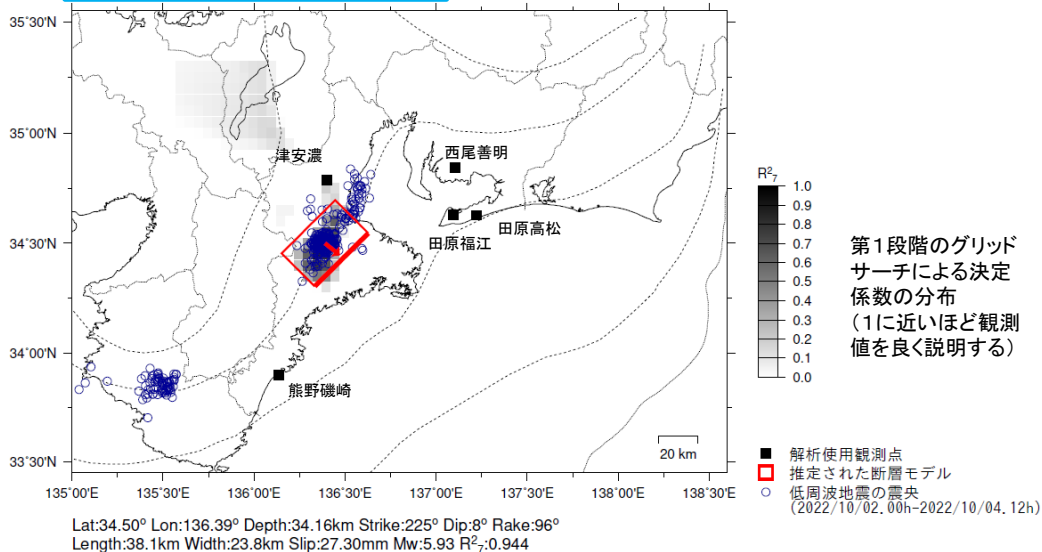 35°30'N
35°00'N
34°30'N
34°00'N
33°30'N
135°00'E
135°30'E
136°00'E
136°30'E
137°00'E
137°30'E
138°00'E
138°30'E
津安濃
西尾善明
田原福江
田原高松
熊野磯崎
20 km
R²₇
1.0
0.9
0.8
0.7
0.6
0.5
0.4
0.3
0.2
0.1
0.0
第1段階のグリッド
サーチによる決定
係数の分布
(1に近いほど観測
値を良く説明する)
解析使用観測点
推定された断層モデル
低周波地震の震央
(2022/10/02.00h-2022/10/04.12h)
Lat:34.50° Lon:136.39° Depth:34.16km Strike:225° Dip:8° Rake:96°
Length:38.1km Width:23.8km Slip:27.30mm Mw:5.93 R²₇:0.944